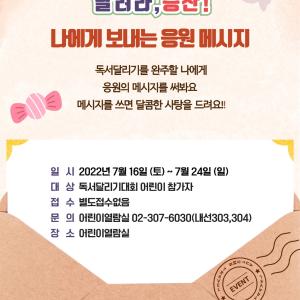 달려라, 응찬!
나에게 보내는 응원 메시지
독서달리기를 완주할 나에게
응원의 메시지를 써봐요
메시지를 쓰면 달콤한 사탕을 드려요!!
일 시 2022년 7월 16일 (토) ~ 7월 24일 (일)
대 상 독서달리기대회 어린이 참가자
접 수 별도접수없음
문 의 어린이열람실 02-307-6030(내선303,304)
장 소 어린이열람실
EVENT